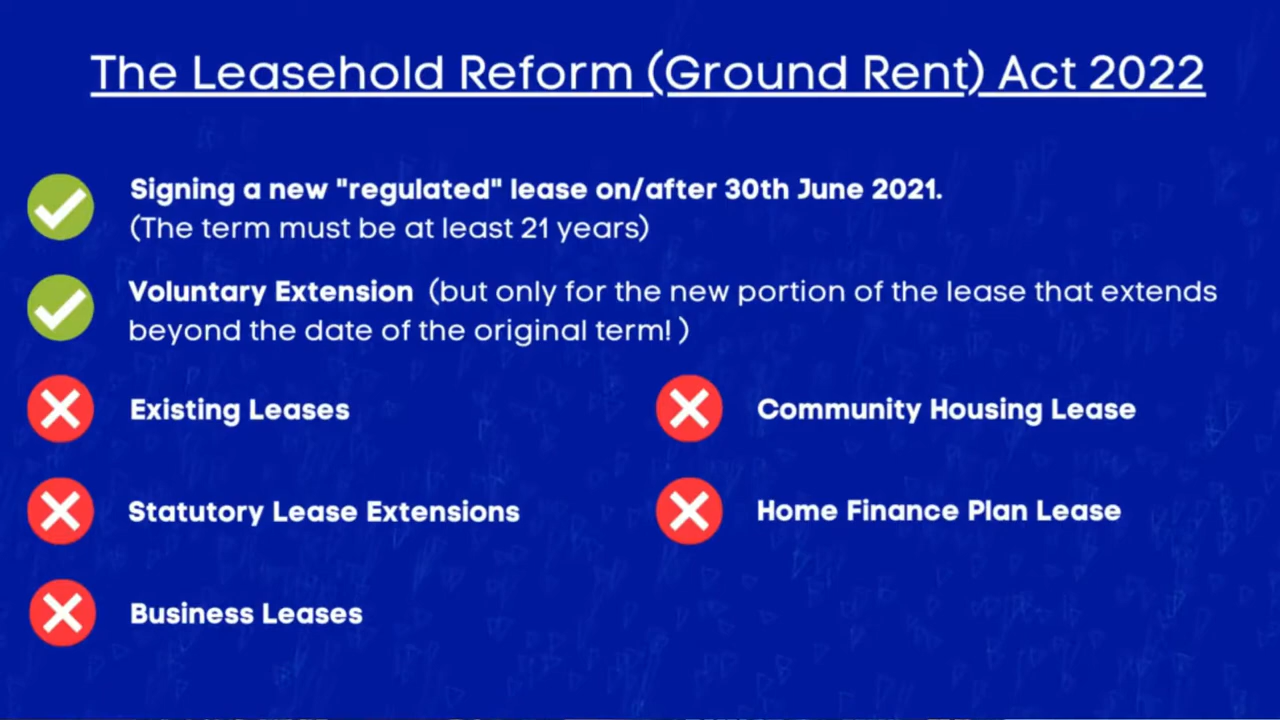 The Leasehold Reform (Ground Rent) Act 2022
Signing a new "regulated" lease on/after 30th June 2021.
(The term must be at least 21 years)
Voluntary Extension (but only for the new portion of the lease that extends
beyond the date of the original term! )
Existing Leases
Community Housing Lease
Statutory Lease Extensions
Home Finance Plan Lease
Business Leases